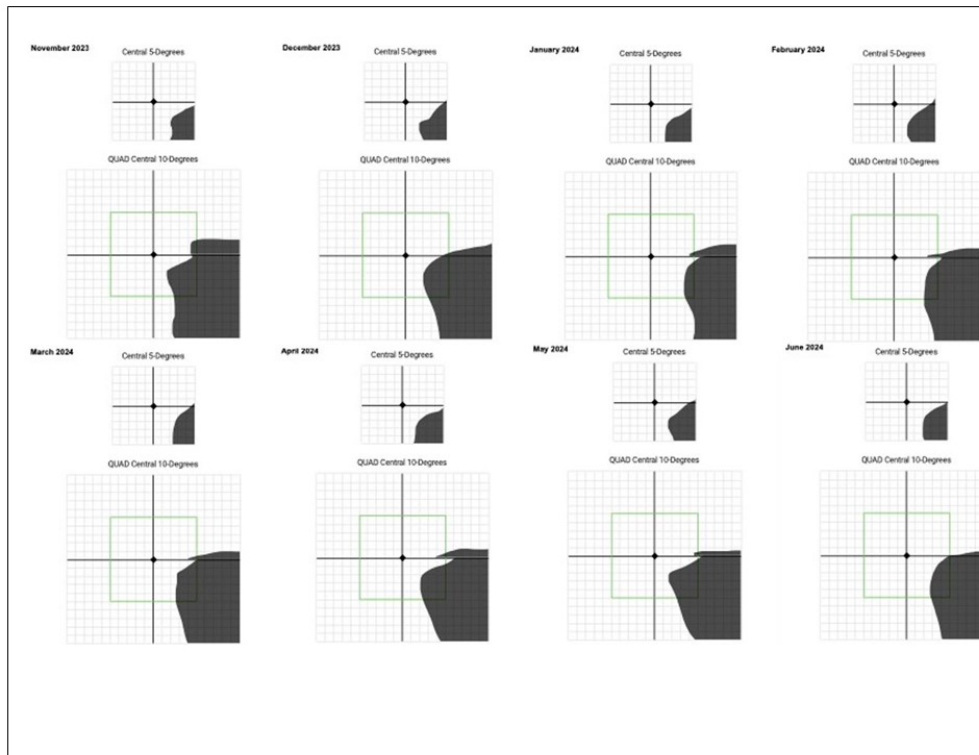 November 2023
Central 5-Degrees
QUAD Central 10-Degrees
December 2023
Central 5-Degrees
QUAD Central 10-Degrees
January 2024
Central 5-Degrees
QUAD Central 10-Degrees
February 2024
Central 5-Degrees
QUAD Central 10-Degrees
March 2024
Central 5-Degrees
QUAD Central 10-Degrees
April 2024
Central 5-Degrees
QUAD Central 10-Degrees
May 2024
Central 5-Degrees
QUAD Central 10-Degrees
June 2024
Central 5-Degrees
QUAD Central 10-Degrees